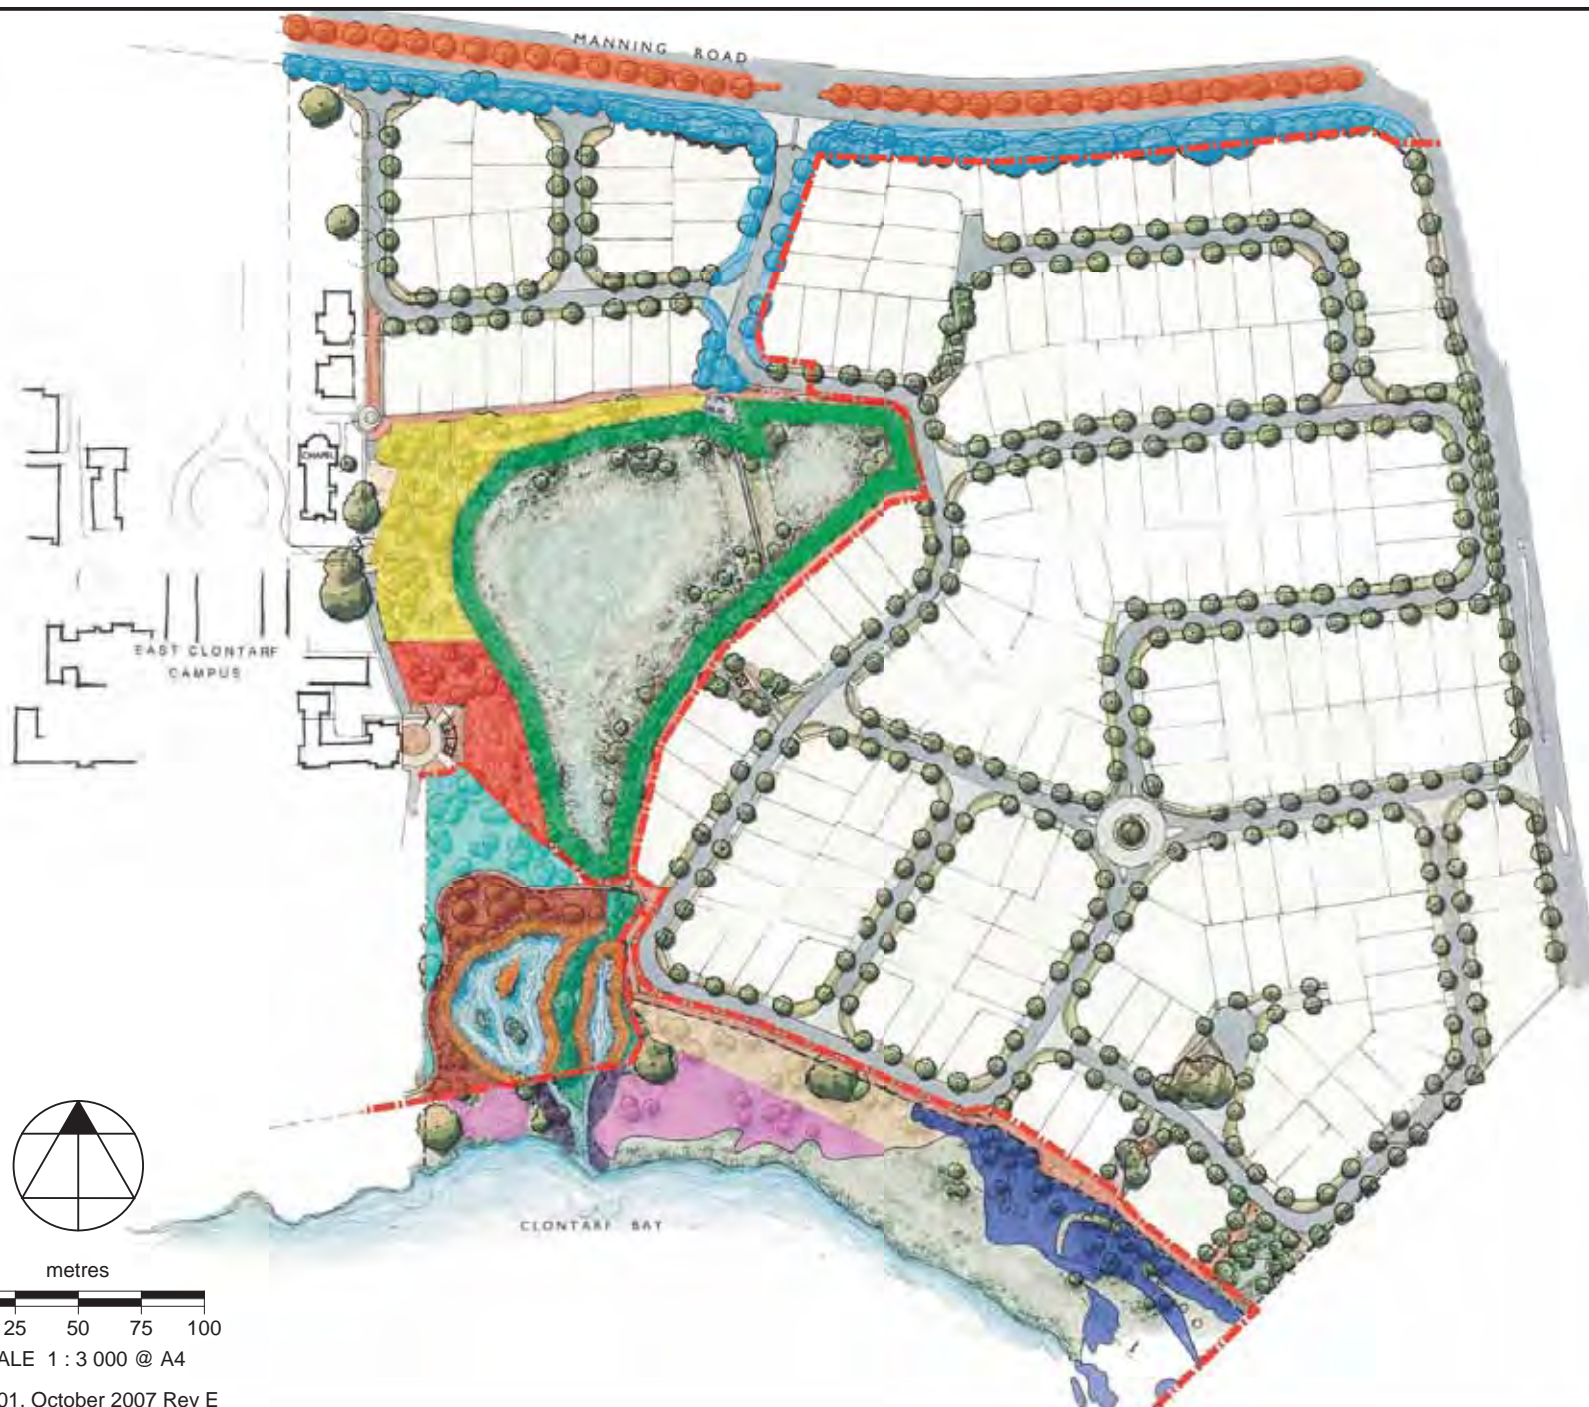 MANNING ROAD
CHAPEL
EAST CLONTARF
CAMPUS
CLONTARF BAY
metres
25 50 75 100
ALE 1 : 3 000 @ A4
01. October 2007 Rev E